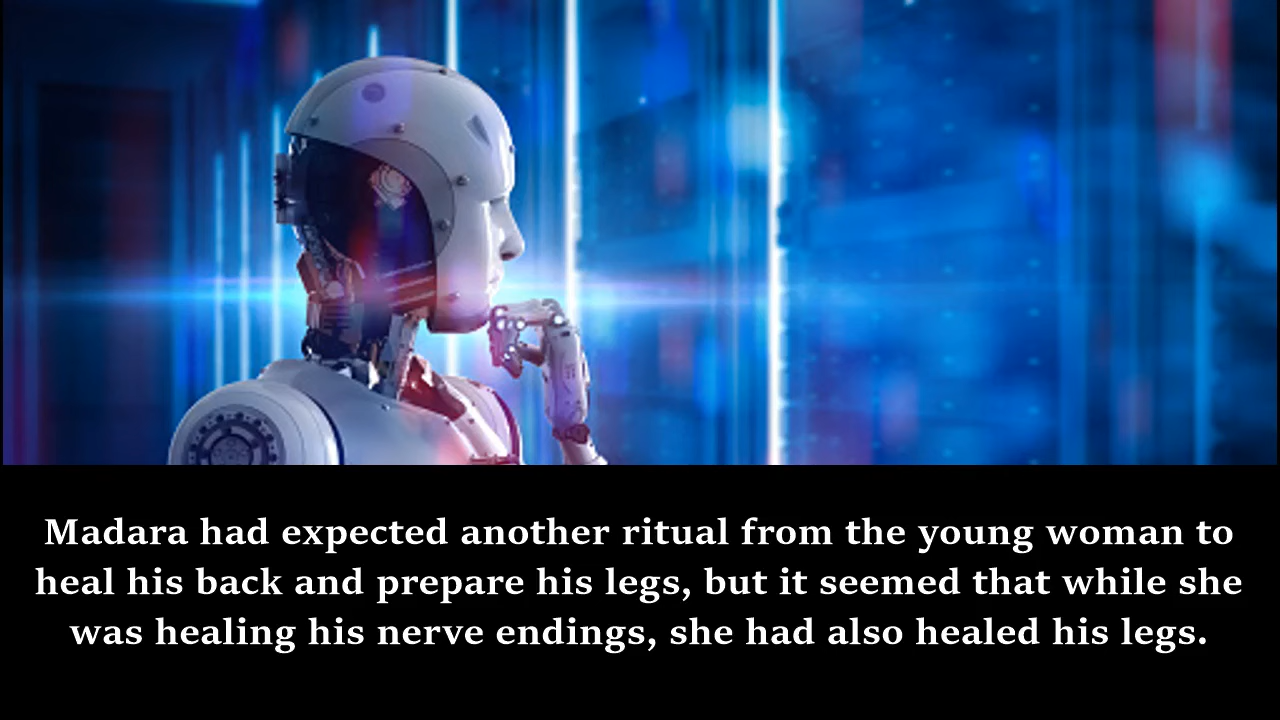 Madara had expected another ritual from the young woman to
heal his back and prepare his legs, but it seemed that while she
was healing his nerve endings, she had also healed his legs.